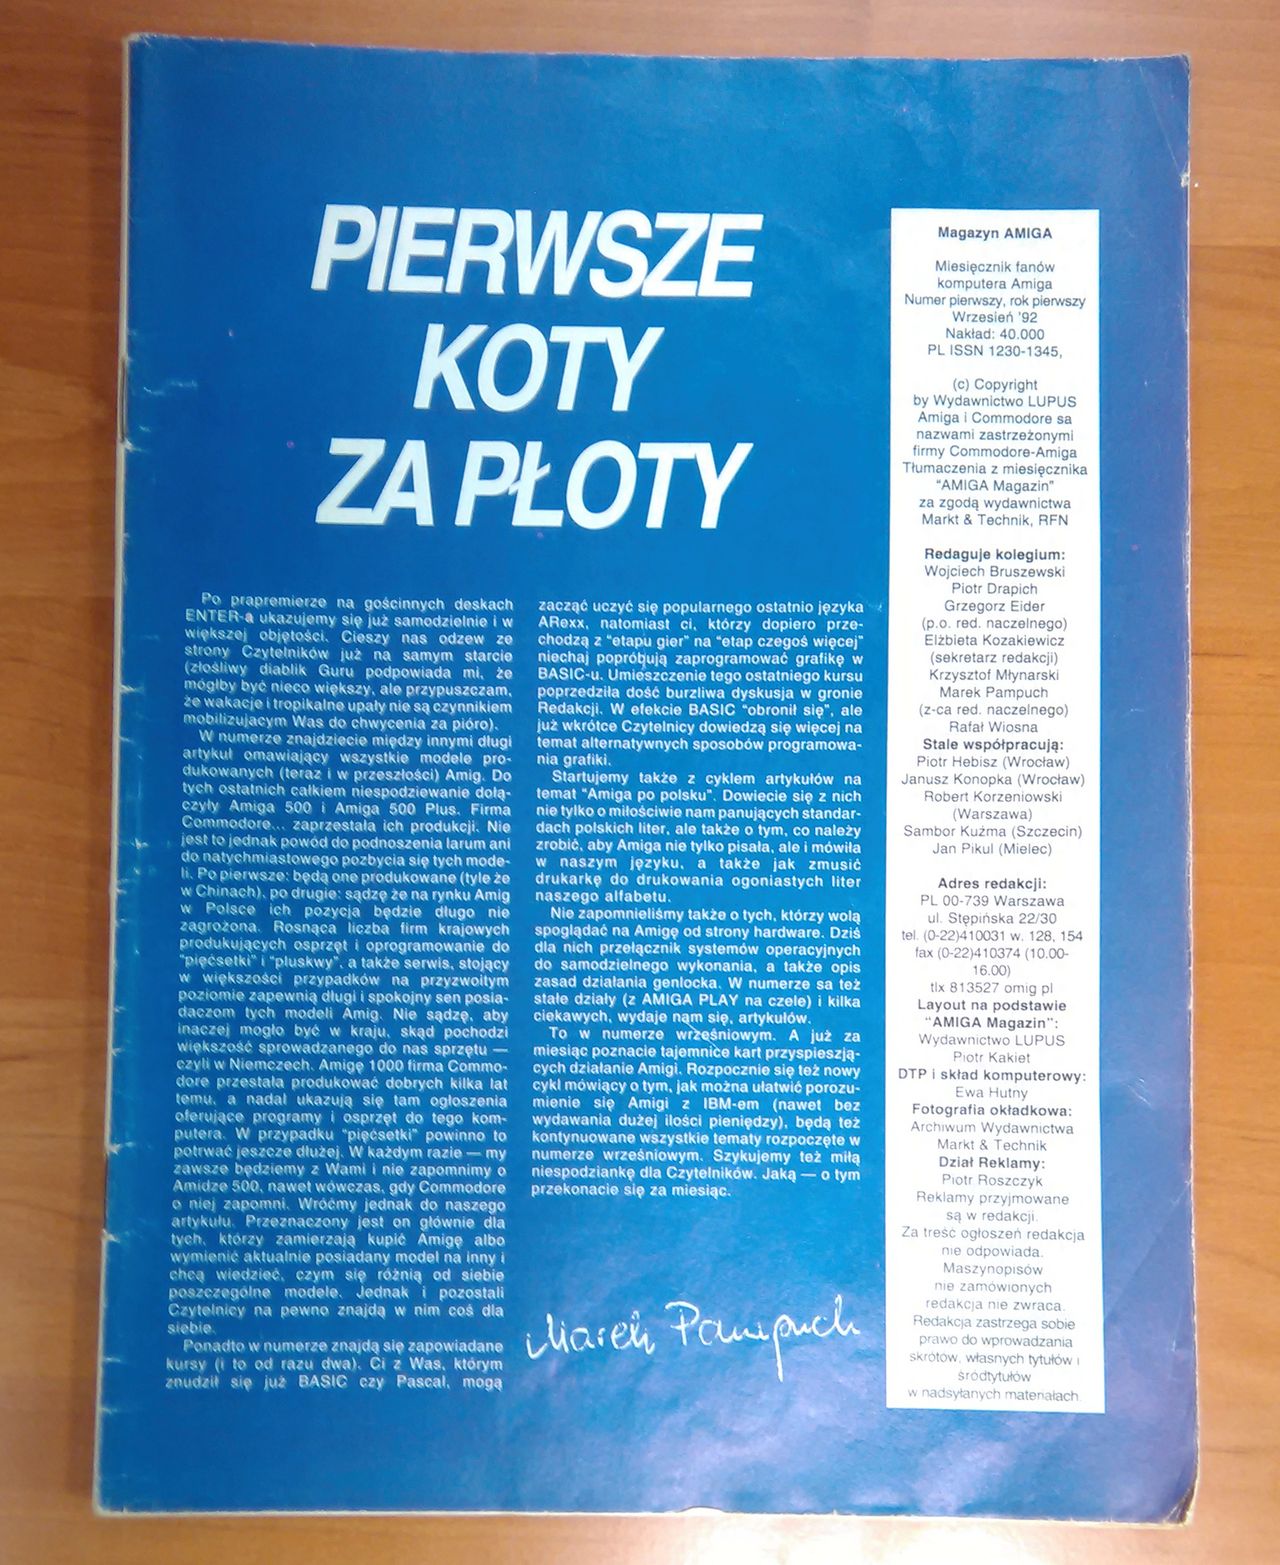 PIERWSZE
KOTY
ZA PŁOTY
Po prapremierze na gościnnych deskach
ENTER-a ukazujemy się już samodzielnie i w
większej objętości. Cieszy nas odzew ze
strony Czytelników już na samym starcie
(złośliwy diablik Guru podpowiada mi, że
mógłby być nieco większy, ale przypuszczam,
że wakacje i tropikalne upały nie są czynnikiem
mobilizującym Was do chwycenia za pióro).
W numerze znajdziecie między innymi długi
artykuł omawiający wszystkie modele pro-
dukowanych (teraz i w przeszłości) Amig. Do
tych ostatnich całkiem niespodziewanie dołą-
czyły Amiga 500 i Amiga 500 Plus. Firma
Commodore... zaprzestała ich produkcji. Nie
jest to jednak powód do podnoszenia larum ani
do natychmiastowego pozbycia się tych mode-
li. Po pierwsze: będą one produkowane (tyle że
w Chinach), po drugie: sądzę że na rynku Amig
w Polsce ich pozycja będzie długo nie
zagrożona. Rosnąca liczba firm krajowych
produkujących osprzęt i oprogramowanie do
"pięćsetki" i "pluskwy", a także serwis, stojący
w większości przypadków na przyzwoitym
poziomie zapewnią długi i spokojny sen posia-
daczom tych modeli Amig. Nie sądzę, aby
inaczej mogło być w kraju, skąd pochodzi
większość sprowadzanego do nas sprzętu —
czyli w Niemczech. Amigę 1000 firma Commo-
dore przestała produkować dobrych kilka lat
temu, a nadal ukazują się tam ogłoszenia
oferujące programy i osprzęt do tego kom-
putera. W przypadku "pięćsetki" powinno to
potrwać jeszcze dłużej. W każdym razie — my
zawsze będziemy z Wami i nie zapomnimy o
Amidze 500, nawet wówczas, gdy Commodore
o niej zapomni. Wróćmy jednak do naszego
artykułu. Przeznaczony jest on głównie dla
tych, którzy zamierzają kupić Amigę albo
wymienić aktualnie posiadany model na inny i
chcą wiedzieć, czym się różnią od siebie
poszczególne modele. Jednak i pozostali
Czytelnicy na pewno znajdą w nim coś dla
siebie.
Ponadto w numerze znajdą się zapowiadane
kursy (i to od razu dwa). Ci z Was, którym
znudził się już BASIC czy Pascal, mogą
zacząć uczyć się popularnego ostatnio języka
ARexx, natomiast ci, którzy dopiero prze-
chodzą z "etapu gier" na "etap czegoś więcej"
niechaj popróbują zaprogramować grafikę w
BASIC-u. Umieszczenie tego ostatniego kursu
poprzedziła dość burzliwa dyskusja w gronie
Redakcji. W efekcie BASIC "obronił się", ale
już wkrótce Czytelnicy dowiedzą się więcej na
temat alternatywnych sposobów programowa-
nia grafiki.
Startujemy także z cyklem artykułów na
temat "Amiga po polsku". Dowiecie się z nich
nie tylko o miłościwie nam panujących standar-
dach polskich liter, ale także o tym, co należy
zrobić, aby Amiga nie tylko pisała, ale i mówiła
w naszym języku, a także jak zmusić
drukarkę do drukowania ogoniastych liter
naszego alfabetu.
Nie zapomnieliśmy także o tych, którzy wolą
spoglądać na Amigę od strony hardware. Dziś
dla nich przełącznik systemów operacyjnych
do samodzielnego wykonania, a także opis
zasad działania genlocka. W numerze sa też
stałe działy (z AMIGA PLAY na czele) i kilka
ciekawych, wydaje nam się, artykułów.
To w numerze wrześniowym. A już za
miesiąc poznacie tajemnice kart przyspieszją-
cych działanie Amigi. Rozpocznie się też nowy
cykl mówiący o tym, jak można ułatwić porozu-
mienie się Amigi z IBM-em (nawet bez
wydawania dużej ilości pieniędzy), będą też
kontynuowane wszystkie tematy rozpoczęte w
numerze wrześniowym. Szykujemy też miłą
niespodziankę dla Czytelników. Jaką — o tym
przekonacie się za miesiąc.
Marek Pampuch
Magazyn AMIGA
Miesięcznik fanów
komputera Amiga
Numer pierwszy, rok pierwszy
Wrzesień '92
Nakład: 40.000
PL ISSN 1230-1345,
(c) Copyright
by Wydawnictwo LUPUS
Amiga i Commodore sa
nazwami zastrzeżonymi
firmy Commodore-Amiga
Tłumaczenia z miesięcznika
"AMIGA Magazin"
za zgodą wydawnictwa
Markt & Technik, RFN
Redaguje kolegium:
Wojciech Bruszewski
Piotr Drapich
Grzegorz Eider
(p.o. red. naczelnego)
Elżbieta Kozakiewicz
(sekretarz redakcji)
Krzysztof Młynarski
Marek Pampuch
(z-ca red. naczelnego)
Rafał Wiosna
Stale współpracują:
Piotr Hebisz (Wrocław)
Janusz Konopka (Wrocław)
Robert Korzeniowski
(Warszawa)
Sambor Kuźma (Szczecin)
Jan Pikul (Mielec)
Adres redakcji:
PL 00-739 Warszawa
ul. Stępińska 22/30
tel. (0-22)410031 w. 128, 154
fax (0-22)410374 (10.00-
16.00)
tlx 813527 omig pl
Layout na podstawie
"AMIGA Magazin":
Wydawnictwo LUPUS
Piotr Kakiet
DTP i skład komputerowy:
Ewa Hutny
Fotografia okładkowa:
Archiwum Wydawnictwa
Markt & Technik
Dział Reklamy:
Piotr Roszczyk
Reklamy przyjmowane
są w redakcji.
Za treść ogłoszeń redakcja
nie odpowiada.
Maszynopisów
nie zamówionych
redakcja nie zwraca.
Redakcja zastrzega sobie
prawo do wprowadzania
skrótów, własnych tytułów i
śródtytułów
w nadsyłanych materiałach.